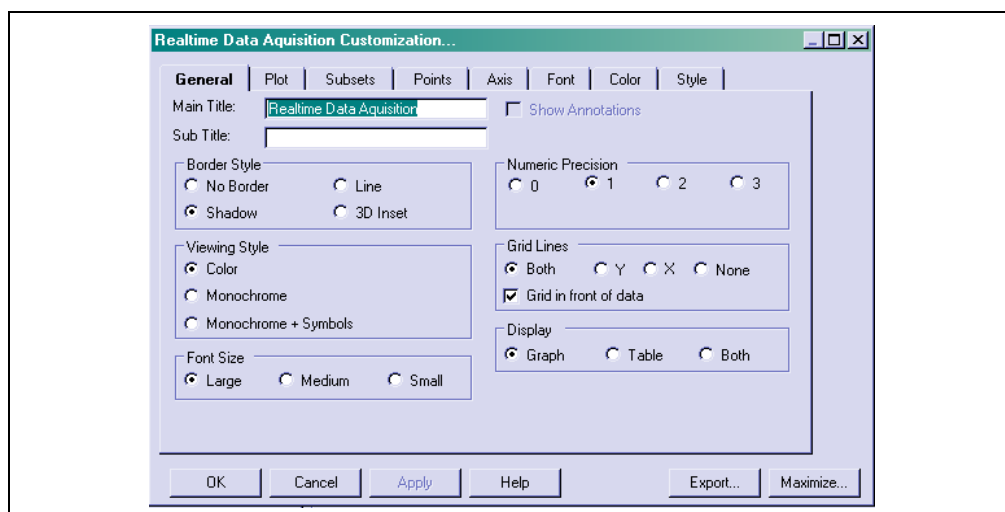 Realtime Data Aquisition Customization...
General Plot Subsets Points Axis Font Color Style
Main Title: Realtime Data Aquisition Show Annotations
Sub Title:
Border Style
No Border Line
Shadow 3D Inset
Numeric Precision
0 1 2 3
Viewing Style
Color
Monochrome
Monochrome + Symbols
Grid Lines
Both Y X None
Grid in front of data
Display
Graph Table Both
Font Size
Large Medium Small
OK Cancel Apply Help Export... Maximize...